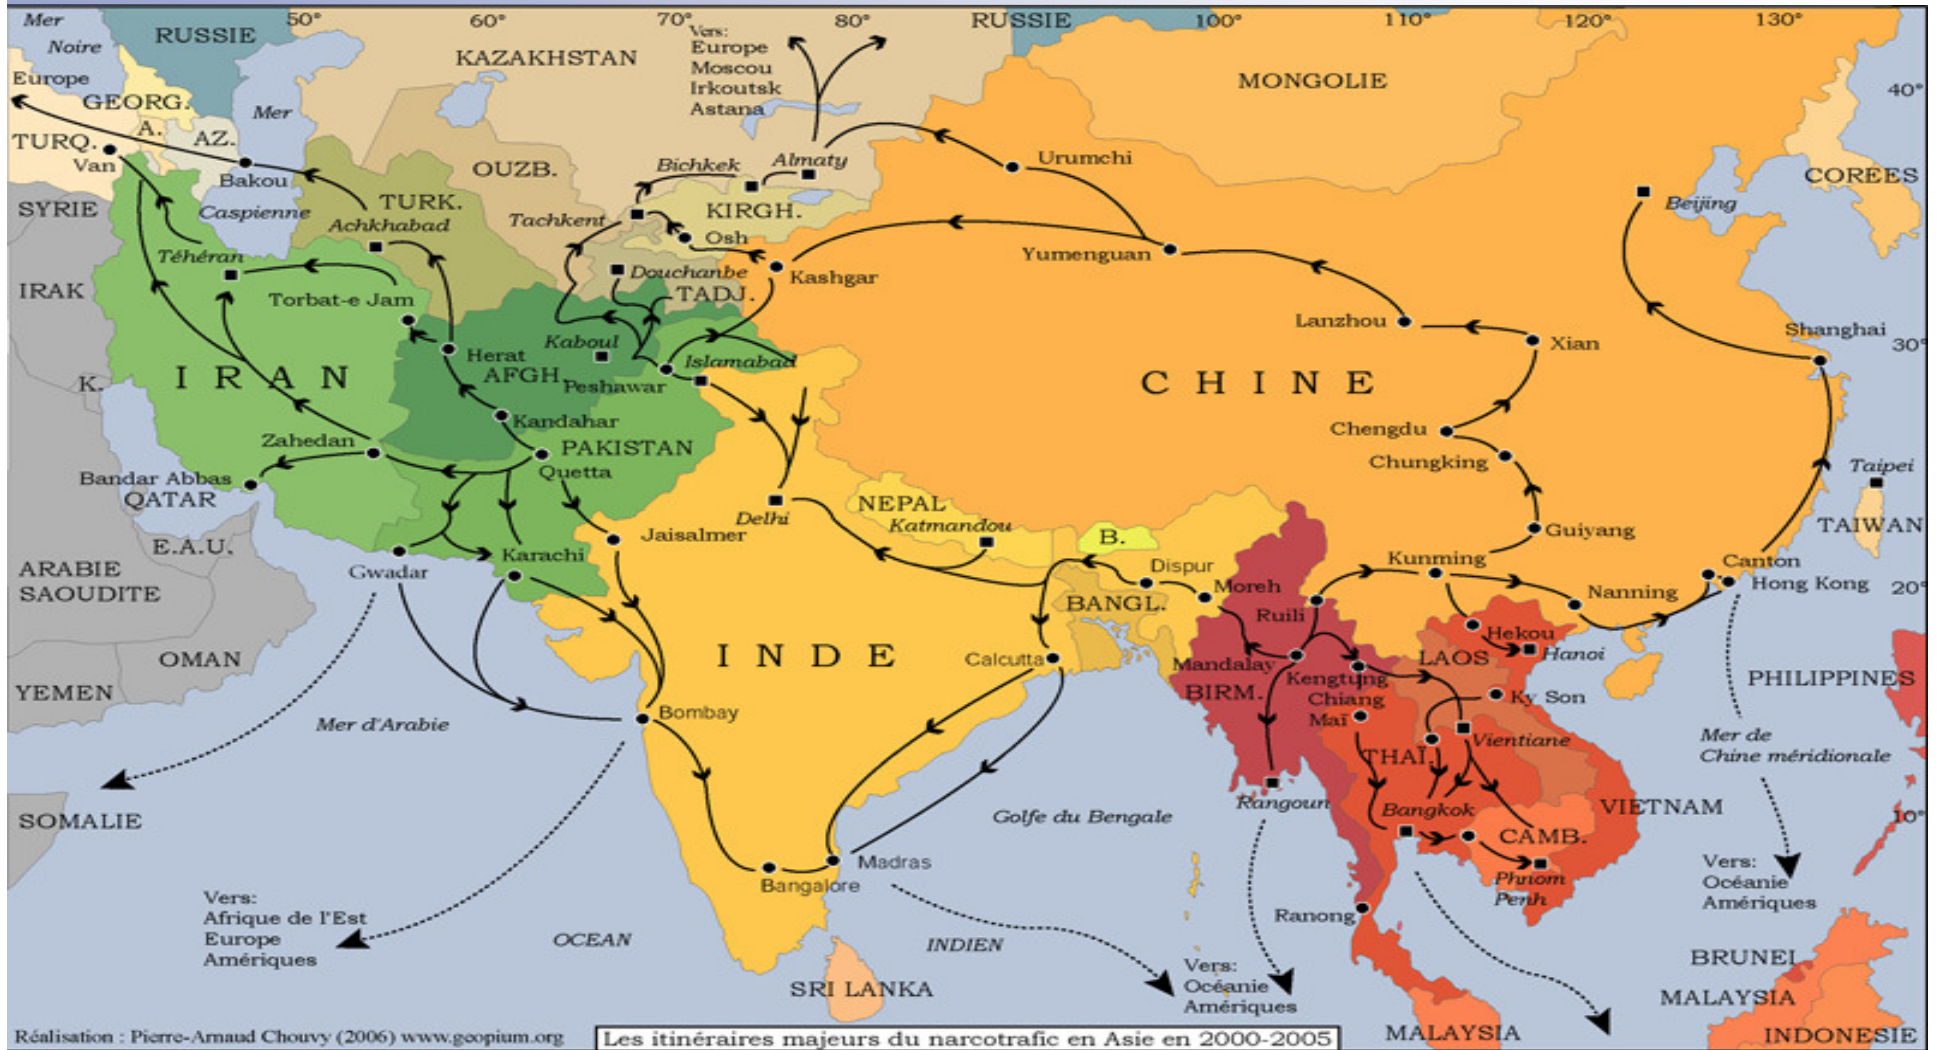 50°
60°
70°
80°
RUSSIE
100°
110°
120°
130°
Mer
Noire
RUSSIE
KAZAKHSTAN
Vers:
Europe
Moscou
Irkoutsk
Astana
MONGOLIE
40°
Europe
GEORG.
Mer
A.
AZ.
TURQ.
Van
Bakou
Caspienne
OUZB.
Bichkek
Almaty
Urumchi
COREES
Beijing
SYRIE
TURK.
Achkhabad
Tachkent
KIRGH.
Osh
Téhéran
Douchanbe
TADJ.
Kashgar
Yumenguan
IRAK
Torbat-e Jam
Lanzhou
Xian
Shanghai
30°
Herat
Kaboul
Islamabad
AFGH.
Peshawar
IRAN
K.
CHINE
Kandahar
Zahedan
PAKISTAN
Quetta
Chengdu
Chungking
Bandar Abbas
QATAR
Taipei
Delhi
NEPAL
Katmandou
TAIWAN
Jaisalmer
B.
Guiyang
E.A.U.
Karachi
Kunming
Canton
Hong Kong
ARABIE
SAOUDITE
Gwadar
Dispur
Moreh
Nanning
20°
BANGL.
Ruili
Hekou
Hanoi
OMAN
INDE
Calcutta
Mandalay
LAOS
YEMEN
BIRM.
Kengtung
Chiang
Maï
Ky Son
PHILIPPINES
Mer d'Arabie
Bombay
Vientiane
THAÏ.
Mer de
Chine méridionale
Rangoun
Bangkok
VIETNAM
SOMALIE
Golfe du Bengale
10°
CAMB.
Madras
Bangalore
Phnom
Penh
Vers:
Océanie
Amériques
Vers:
Afrique de l'Est
Europe
Amériques
Ranong
OCEAN
INDIEN
Vers:
Océanie
Amériques
SRI LANKA
BRUNEI
MALAYSIA
MALAYSIA
INDONESIE
Réalisation : Pierre-Arnaud Chouvy (2006) www.geopium.org
Les itinéraires majeurs du narcotrafic en Asie en 2000-2005